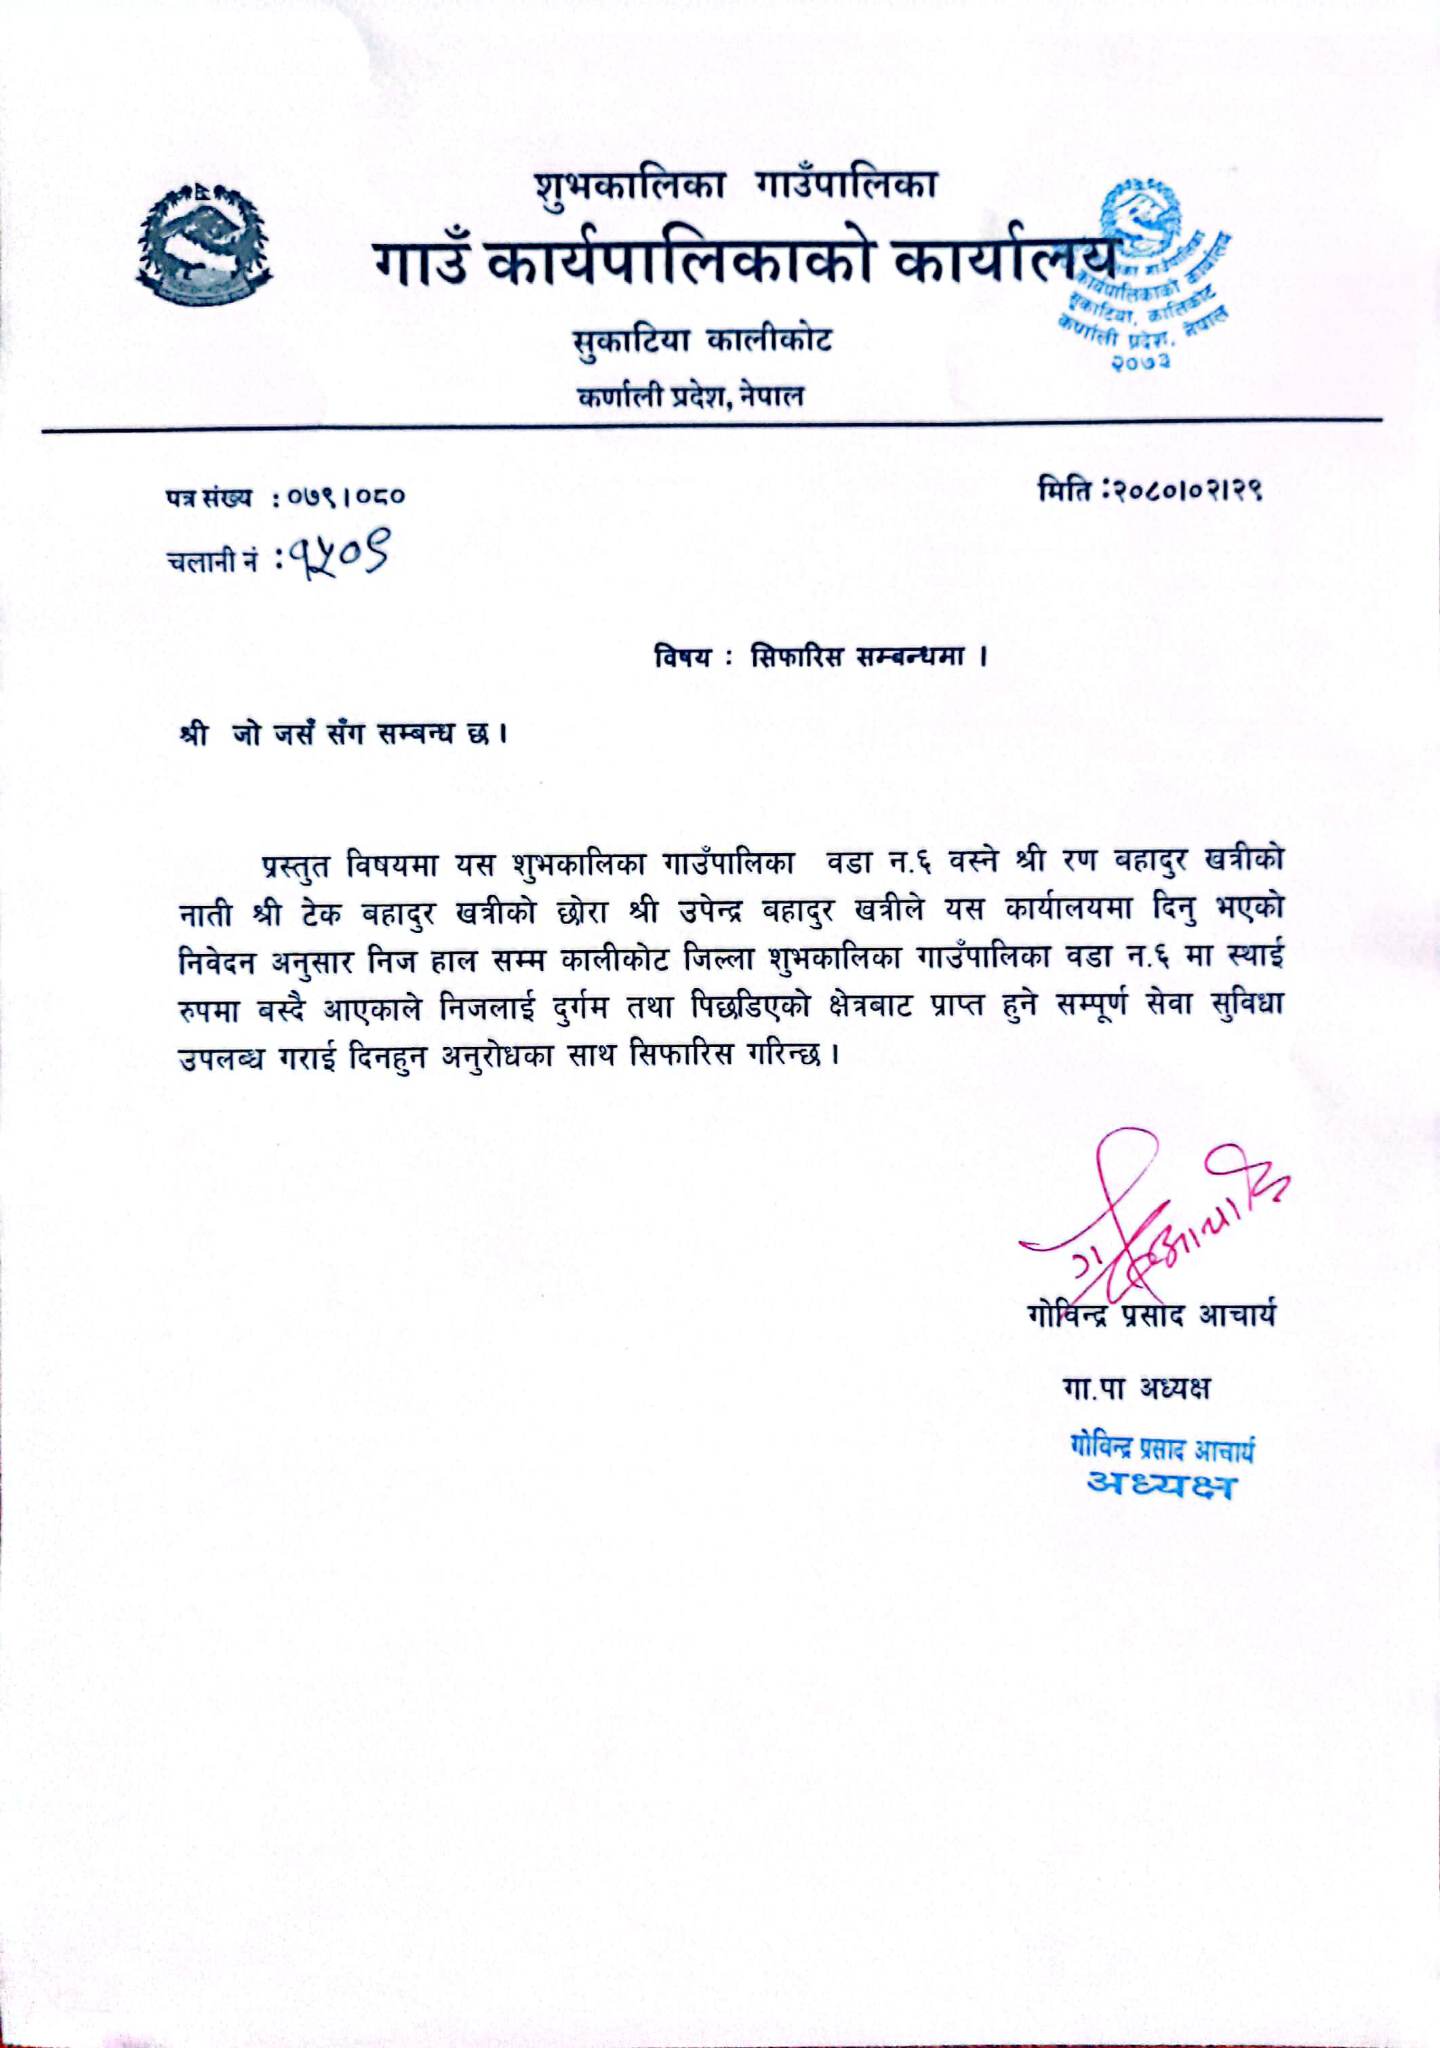 शुभकालिका गाउँपालिका
गाउँ कार्यपालिकाको कार्यालय
सुकाटिया कालीकोट
कर्णाली प्रदेश, नेपाल
कार्यपालिकाको कार्यालय
सुकाटिया, कालिकोट
कर्णाली प्रदेश, नेपाल
२०७३
पत्र संख्य : ०७९।०८०
मिति :२०८०।०२।२९
चलानी नं : १५०९
विषय : सिफारिस सम्बन्धमा ।
श्री जो जसँ सँग सम्बन्ध छ ।
प्रस्तुत विषयमा यस शुभकालिका गाउँपालिका वडा न.६ वस्ने श्री रण बहादुर खत्रीको
नाती श्री टेक बहादुर खत्रीको छोरा श्री उपेन्द्र बहादुर खत्रीले यस कार्यालयमा दिनु भएको
निवेदन अनुसार निज हाल सम्म कालीकोट जिल्ला शुभकालिका गाउँपालिका वडा न.६ मा स्थाई
रुपमा बस्दै आएकाले निजलाई दुर्गम तथा पिछडिएको क्षेत्रबाट प्राप्त हुने सम्पूर्ण सेवा सुविधा
उपलब्ध गराई दिनहुन अनुरोधका साथ सिफारिस गरिन्छ ।
गोविन्द्र प्रसाद आचार्य
गा.पा अध्यक्ष
गोविन्द्र प्रसाद आचार्य
अध्यक्ष